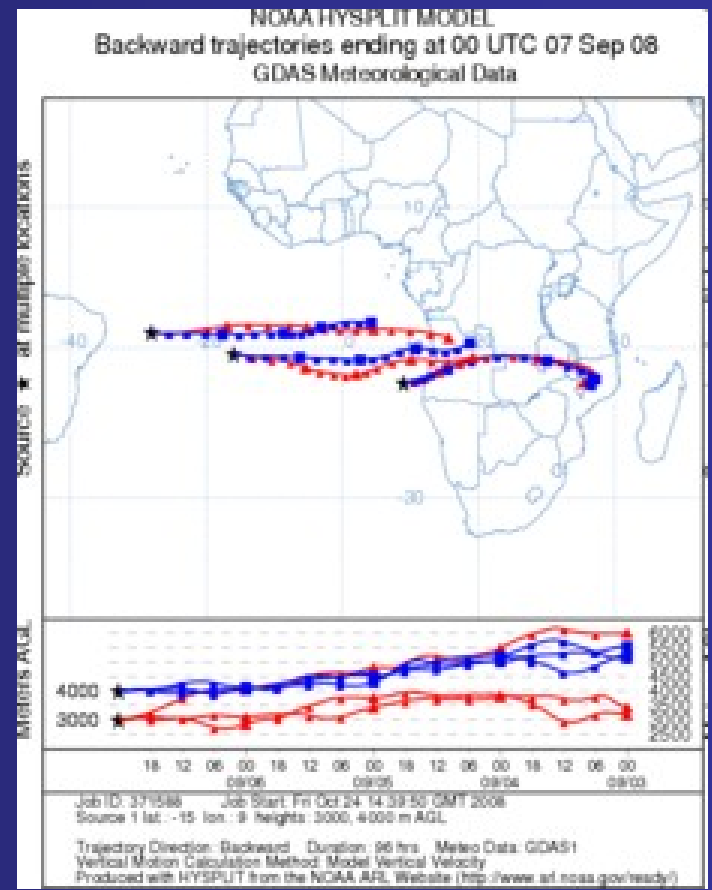 NOAA HYSPLIT MODEL
Backward trajectories ending at 00 UTC 07 Sep 08
GDAS Meteorological Data
Source ★ at multiple locations
10
-40
0
-30
Meters AGL
4000
3000
6000
5500
5000
4500
4000
3500
3000
2500
18 12 06 00 18 12 06 00 18 12 06 00 18 12 06 00
09/06 09/05 09/04 09/03
Job ID: 371588 Job Start: Fri Oct 24 14:39:50 GMT 2008
Source 1 lat.: -15 lon.: 9 heights: 3000, 4000 m AGL
Trajectory Direction: Backward Duration: 96 hrs Meteo Data: GDAS1
Vertical Motion Calculation Method: Model Vertical Velocity
Produced with HYSPLIT from the NOAA ARL Website (http://www.arl.noaa.gov/ready/)